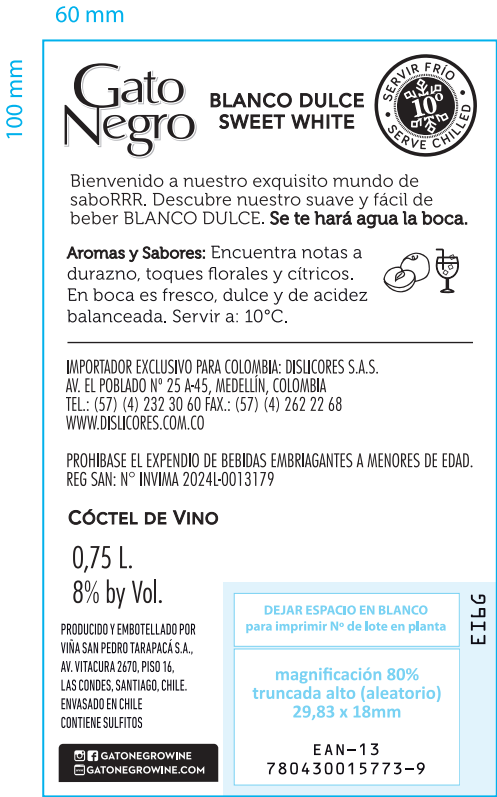 60 mm
100 mm
Gato
Negro
BLANCO DULCE
SWEET WHITE
SERVIR FRÍO
10°
SERVE CHILLED
Bienvenido a nuestro exquisito mundo de
saboRRR. Descubre nuestro suave y fácil de
beber BLANCO DULCE. Se te hará agua la boca.
Aromas y Sabores: Encuentra notas a
durazno, toques florales y cítricos.
En boca es fresco, dulce y de acidez
balanceada. Servir a: 10°C.
IMPORTADOR EXCLUSIVO PARA COLOMBIA: DISLICORES S.A.S.
AV. EL POBLADO Nº 25 A-45, MEDELLÍN, COLOMBIA
TEL.: (57) (4) 232 30 60 FAX.: (57) (4) 262 22 68
WWW.DISLICORES.COM.CO
PROHIBASE EL EXPENDIO DE BEBIDAS EMBRIAGANTES A MENORES DE EDAD.
REG SAN: N° INVIMA 2024L-0013179
CÓCTEL DE VINO
0,75 L.
8% by Vol.
PRODUCIDO Y EMBOTELLADO POR
VIÑA SAN PEDRO TARAPACÁ S.A.,
AV. VITACURA 2670, PISO 16,
LAS CONDES, SANTIAGO, CHILE.
ENVASADO EN CHILE
CONTIENE SULFITOS
GATONEGROWINE
GATONEGROWINE.COM
DEJAR ESPACIO EN BLANCO
para imprimir Nº de lote en planta
EI6G
magnificación 80%
truncada alto (aleatorio)
29,83 x 18mm
EAN-13
780430015773-9